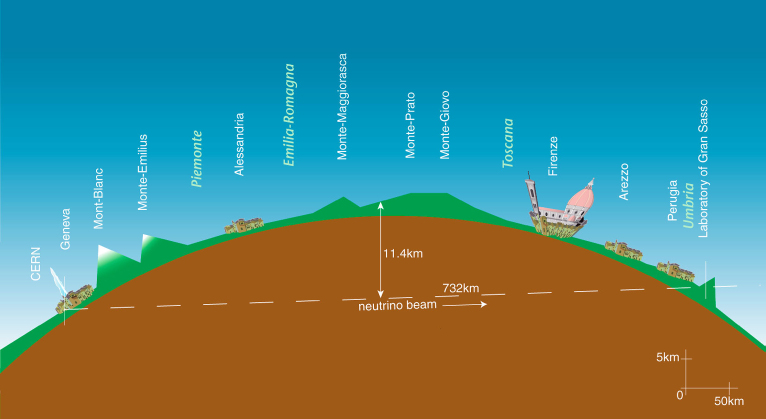 CERN
Geneva
Mont-Blanc
Monte-Emilius
Piemonte
Alessandria
Emilia-Romagna
Monte-Maggiorasca
Monte-Prato
Monte-Giovo
Toscana
Firenze
Arezzo
Perugia
Umbria
Laboratory of Gran Sasso
11.4km
732km
neutrino beam
5km
0
50km